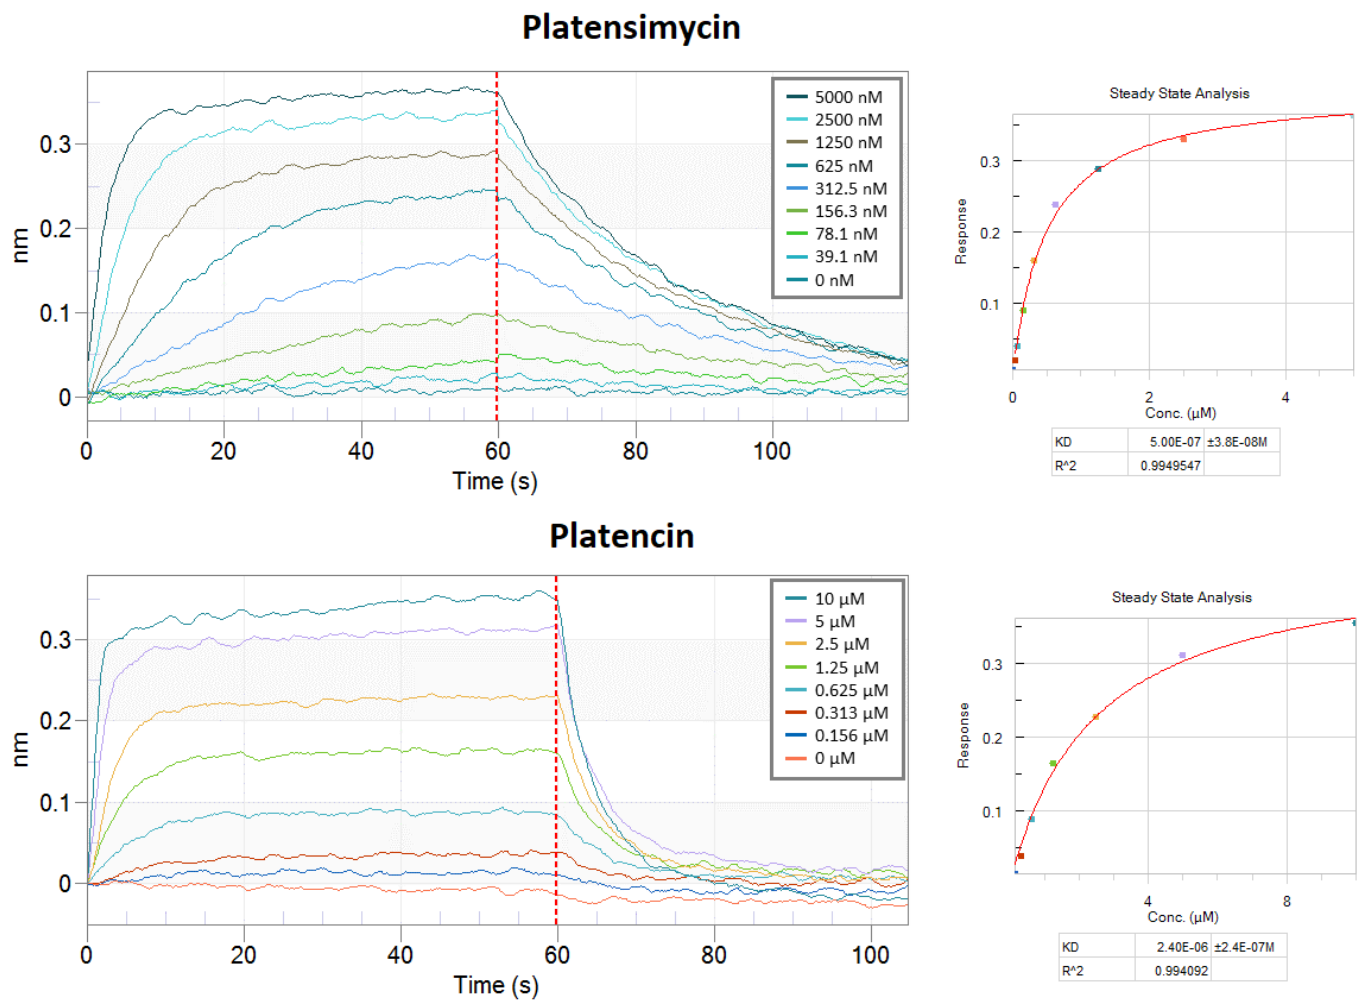 Platensimycin
nm
0.3
0.2
0.1
0
0 20 40 60 80 100
Time (s)
5000 nM
2500 nM
1250 nM
625 nM
312.5 nM
156.3 nM
78.1 nM
39.1 nM
0 nM
Steady State Analysis
Response
0.3
0.2
0.1
0 2 4
Conc. (µM)
KD 5.00E-07 ±3.8E-08M
R^2 0.9949547
Platencin
nm
0.3
0.2
0.1
0
0 20 40 60 80 100
Time (s)
10 µM
5 µM
2.5 µM
1.25 µM
0.625 µM
0.313 µM
0.156 µM
0 µM
Steady State Analysis
Response
0.3
0.2
0.1
4 8
Conc. (µM)
KD 2.40E-06 ±2.4E-07M
R^2 0.994092